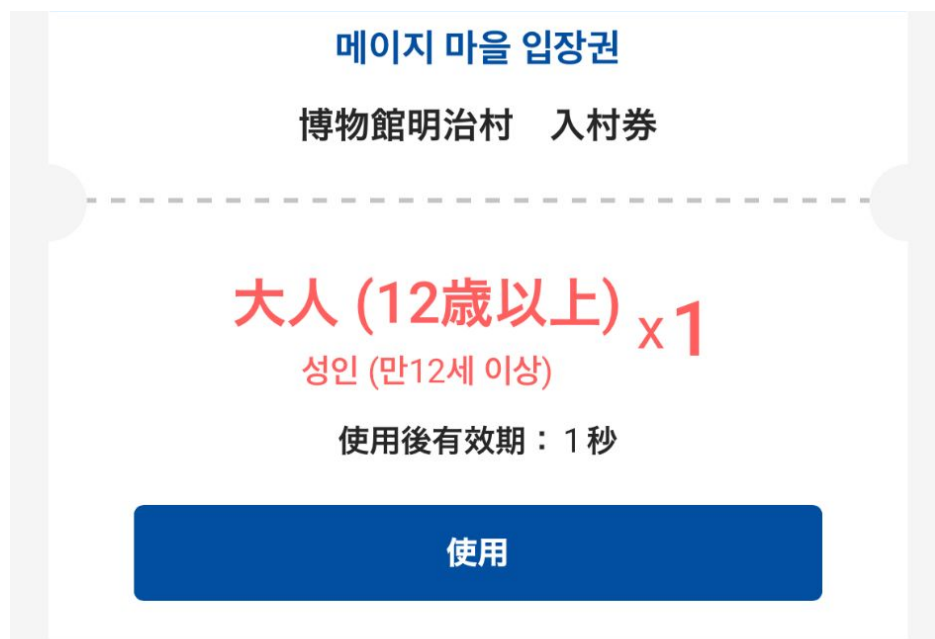 메이지 마을 입장권
博物館明治村　入村券
大人 (12歳以上) x 1
성인 (만12세 이상)
使用後有效期：1秒
使用